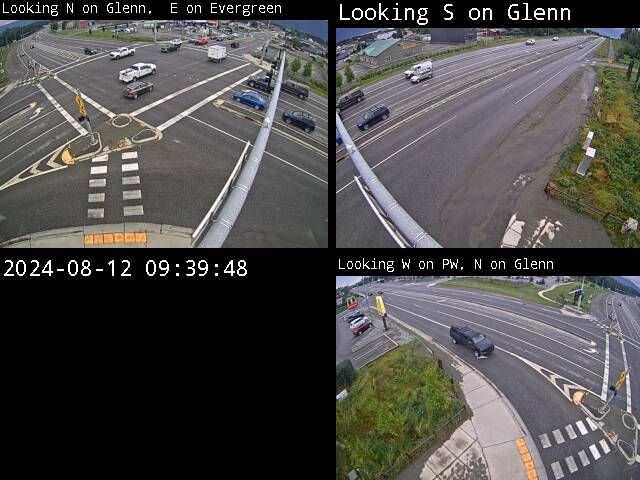 Looking N on Glenn, E on Evergreen
Looking S on Glenn
2024-08-12 09:39:48
Looking W on PW, N on Glenn